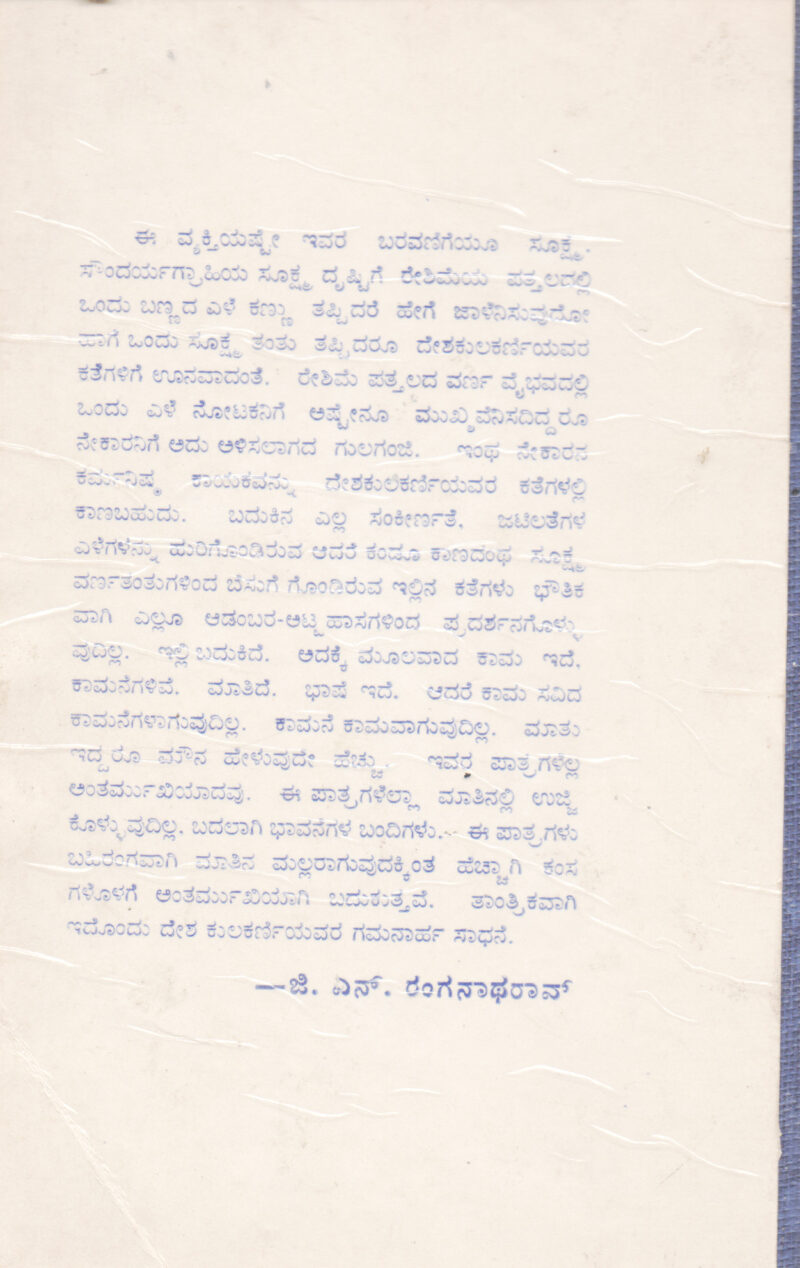 ಈ ವ್ಯಕ್ತಿಯಷ್ಟೇ ಇವರ ಬರವಣಿಗೆಯೂ ಸೂಕ್ಷ್ಮ.
ಸೌಂದರ್ಯಗ್ರಾಹಿಯ ಸೂಕ್ಷ್ಮ ದೃಷ್ಟಿಗೆ ರೇಶಿಮೆಯ ಪತ್ತಲದಲ್ಲಿ
ಒಂದು ಬಣ್ಣದ ಎಳೆ ಕಣ್ಣು ತಪ್ಪಿದರೆ ಹೇಗೆ ಜಾಳೆನಿಸುವುದೋ
ಹಾಗೆ ಒಂದು ಸೂಕ್ಷ್ಮ ತಂತು ತಪ್ಪಿದರೂ ದೇಶಕುಲಕರ್ಣಿಯವರ
ಕತೆಗಳಿಗೆ ಊನವಾದಂತೆ. ರೇಶಿಮೆ ಪತ್ತಲದ ವರ್ಣ ವೈಭವದಲ್ಲಿ
ಒಂದು ಎಳೆ ನೋಟಕನಿಗೆ ಅಷ್ಟೇನೂ ಮುಖ್ಯವೆನಿಸದಿದ್ದರೂ
ನೇಕಾರನಿಗೆ ಅದು ಅಳಿಸಲಾಗದ ಗುಲಗಂಜಿ. ಇಂಥ ನೇಕಾರನ
ಕರ್ಮನಿಷ್ಠ ಕಾಯಕವನ್ನು ದೇಶಕುಲಕರ್ಣಿಯವರ ಕತೆಗಳಲ್ಲಿ
ಕಾಣಬಹುದು. ಬದುಕಿನ ಎಲ್ಲ ಸಂಕೀರ್ಣತೆ, ಜಟಿಲತೆಗಳ
ಎಳೆಗಳನ್ನು ಹುರಿಗೊಂಡಿರುವ ಆದರೆ ಕಂಡೂ ಕಾಣದಂಥ ಸೂಕ್ಷ್ಮ
ವರ್ಣತಂತುಗಳಿಂದ ಬೆಸುಗೆ ಗೊಂಡಿರುವ ಇಲ್ಲಿನ ಕತೆಗಳು ಭೌತಿಕ
ವಾಗಿ ಎಲ್ಲೂ ಆಡಂಬರ-ಅಟ್ಟಹಾಸಗಳಿಂದ ಪ್ರದರ್ಶನಗೊಳ್ಳು
ವುದಿಲ್ಲ. ಇಲ್ಲಿ ಬದುಕಿದೆ. ಅದಕ್ಕೆ ಮೂಲವಾದ ಕಾಮ ಇದೆ,
ಕಾಮನೆಗಳಿವೆ. ಮಾತಿದೆ. ಭಾಷೆ ಇದೆ. ಆದರೆ ಕಾಮ ಸವಿದ
ಕಾಮನೆಗಳಾಗುವುದಿಲ್ಲ. ಕಾಮನೆ ಕಾಮವಾಗುವುದಿಲ್ಲ. ಮಾತು
ಇದ್ದರೂ ಮೌನ ಹೇಳುವುದೇ ಹೆಚ್ಚು. ಇವರ ಪಾತ್ರಗಳೆಲ್ಲ
ಅಂತರ್ಮುಖಿಯಾದವು. ಈ ಪಾತ್ರಗಳೆಲ್ಲಾ ಮಾತಿನಲ್ಲಿ ಉಜ್ಜಿ
ಕೊಳ್ಳುವುದಿಲ್ಲ, ಬದಲಾಗಿ ಭಾವನೆಗಳ ಬಂದಿಗಳು. ಈ ಪಾತ್ರಗಳು
ಬಹಿರಂಗವಾಗಿ ಮಾತಿನ ಮಲ್ಲರಾಗುವುದಕ್ಕಿಂತ ಹೆಚ್ಚಾಗಿ ಕಂಸ
ಗಳೊಳಗೆ ಅಂತರ್ಮುಖಿಯಾಗಿ ಬದುಕುತ್ತವೆ. ತಾಂತ್ರಿಕವಾಗಿ
ಇದೊಂದು ದೇಶ ಕುಲಕರ್ಣಿಯವರ ಗಮನಾರ್ಹ ಸಾಧನೆ.
—ಜಿ. ಎನ್. ರಂಗನಾಥರಾವ್